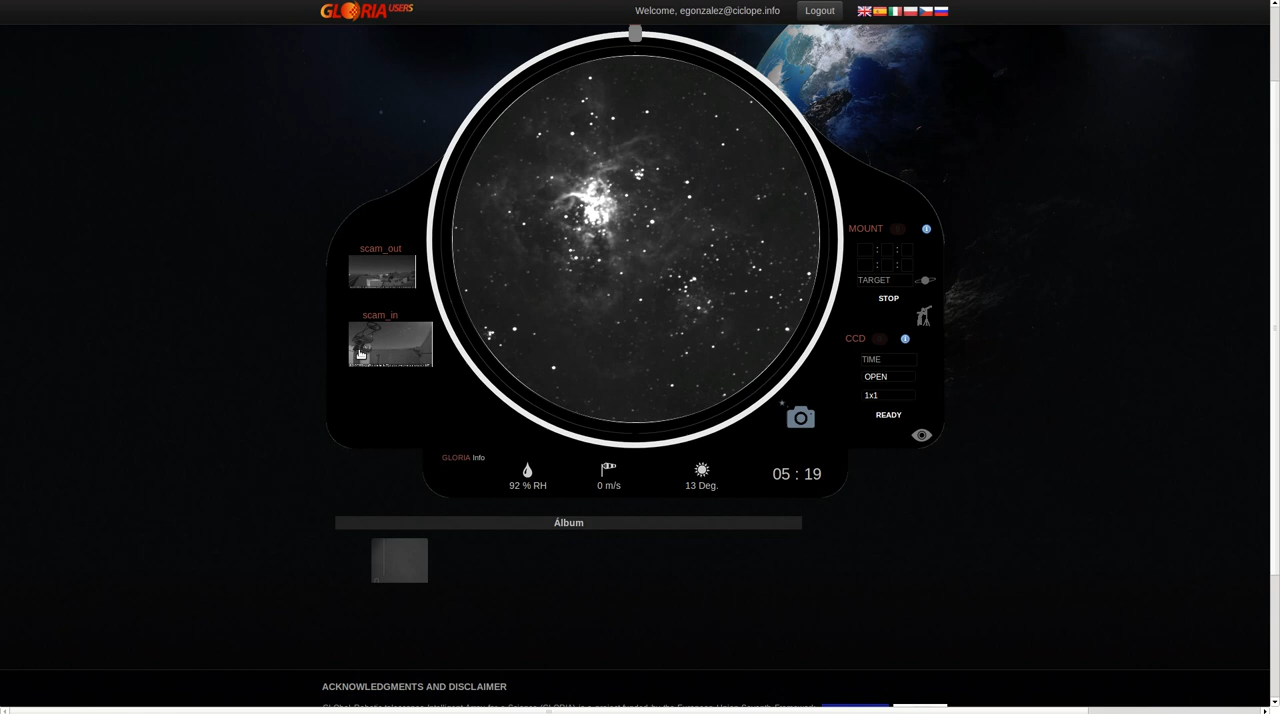 GLORIA USERS
Welcome, egonzalez@ciclope.info
Logout
scam_out
scam_in
MOUNT
: :
: :
TARGET
STOP
CCD
TIME
OPEN
1x1
READY
GLORIA Info
92 % RH
0 m/s
13 Deg.
05 : 19
Álbum
ACKNOWLEDGMENTS AND DISCLAIMER